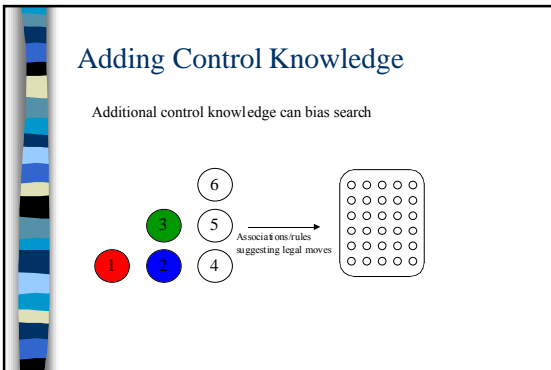 Adding Control Knowledge
Additional control knowledge can bias search
6
3
5
Associations/rules
suggesting legal moves
1
2
4